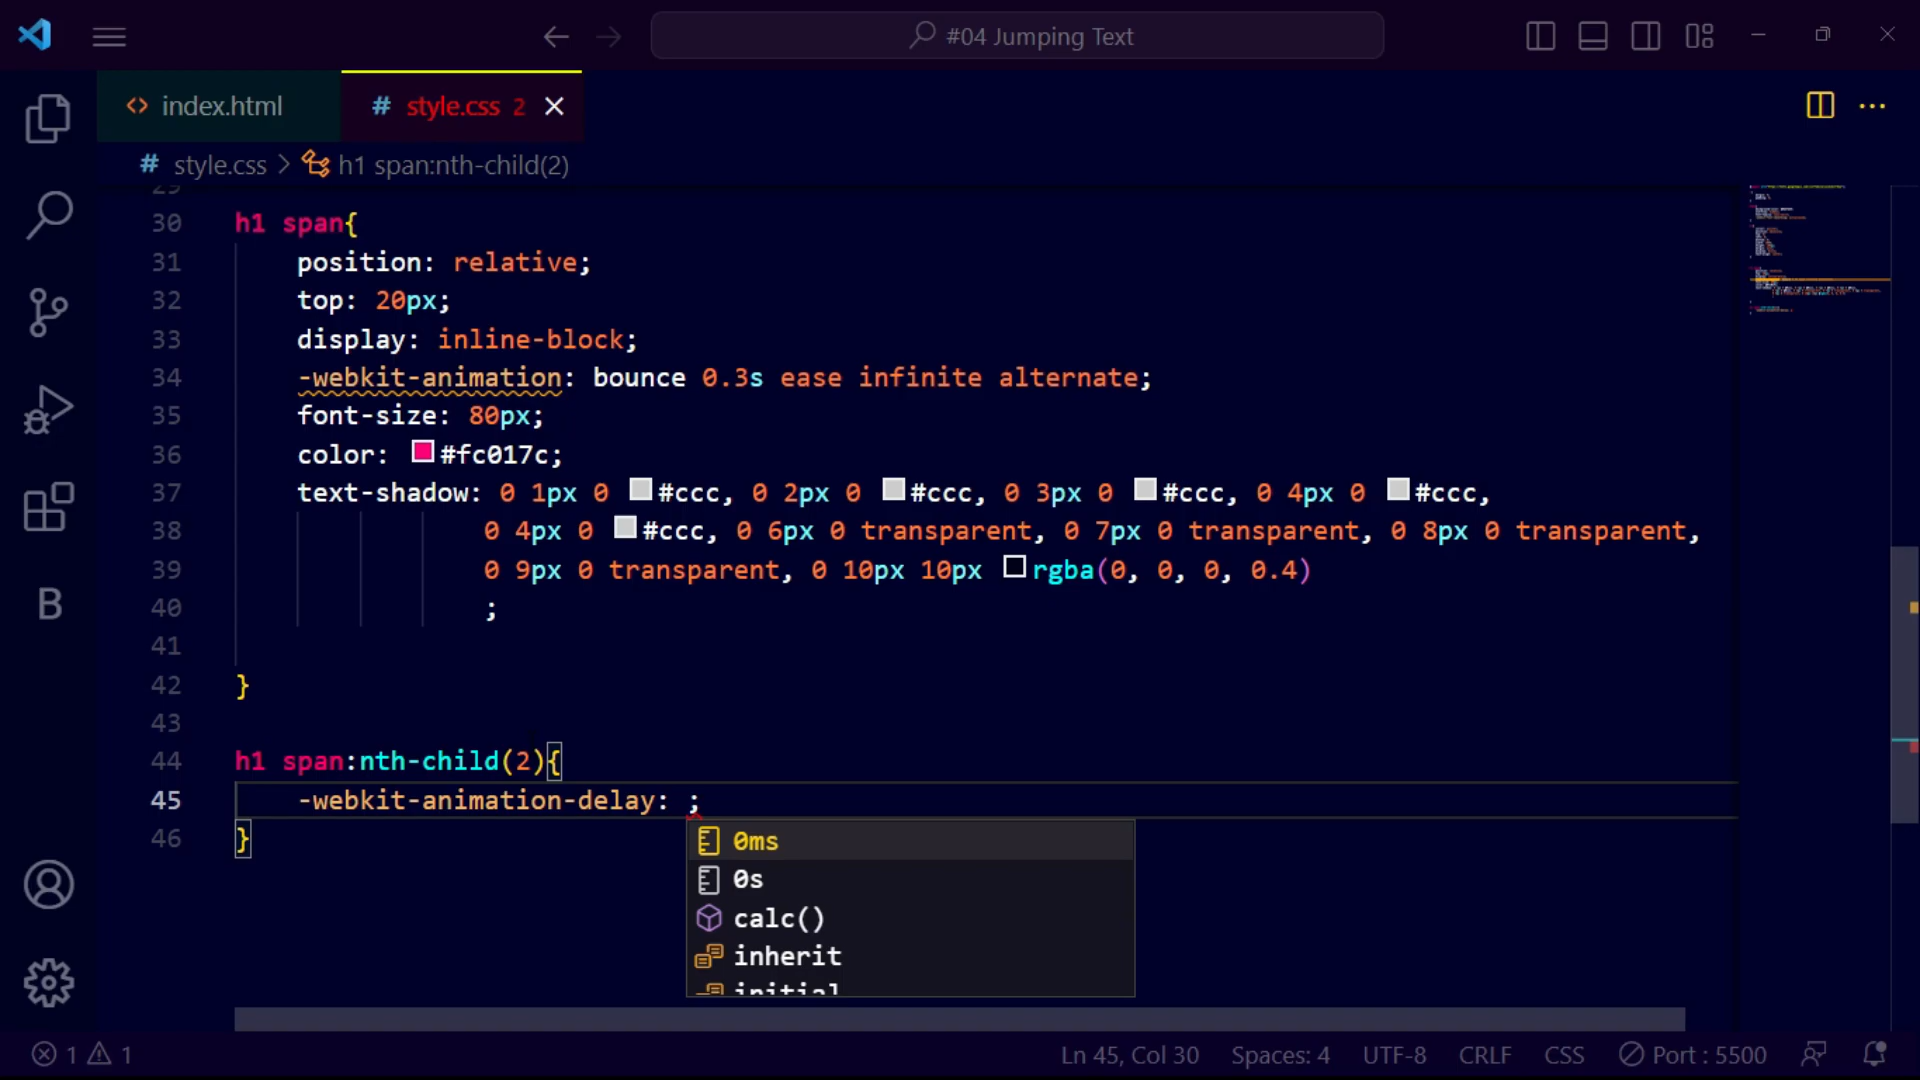 #04 Jumping Text
index.html
# style.css 2
# style.css > h1 span:nth-child(2)
29
30 h1 span{
31 position: relative;
32 top: 20px;
33 display: inline-block;
34 -webkit-animation: bounce 0.3s ease infinite alternate;
35 font-size: 80px;
36 color: #fc017c;
37 text-shadow: 0 1px 0 #ccc, 0 2px 0 #ccc, 0 3px 0 #ccc, 0 4px 0 #ccc,
38 0 4px 0 #ccc, 0 6px 0 transparent, 0 7px 0 transparent, 0 8px 0 transparent,
39 0 9px 0 transparent, 0 10px 10px rgba(0, 0, 0, 0.4)
40 ;
41
42 }
43
44 h1 span:nth-child(2){
45 -webkit-animation-delay: ;
46 }
0ms
0s
calc()
inherit
initial
B
1 1
Ln 45, Col 30 Spaces: 4 UTF-8 CRLF CSS Port : 5500